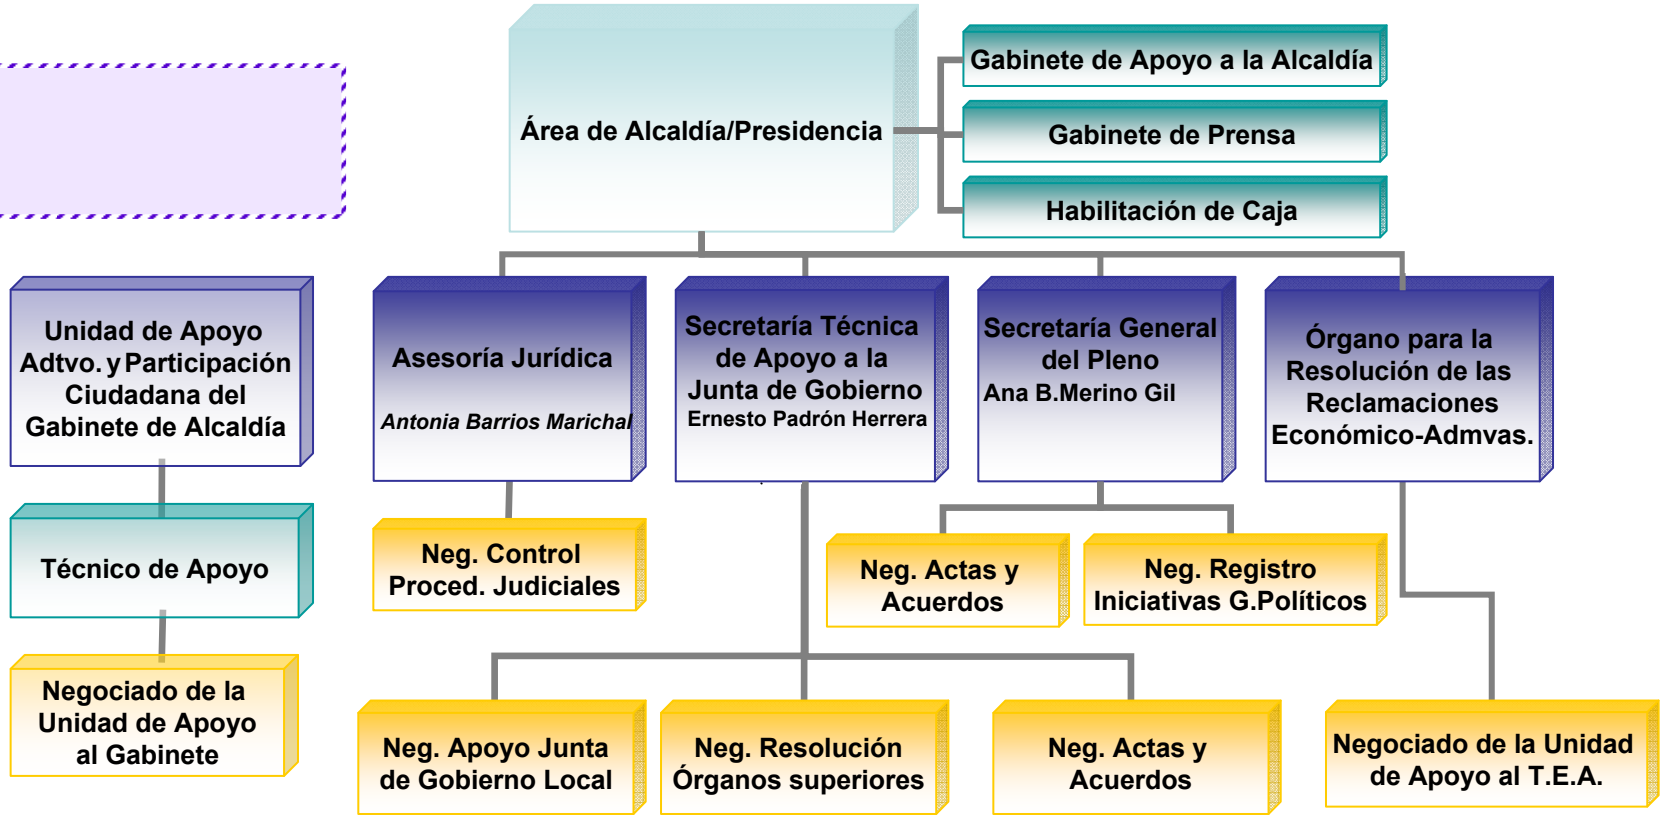 Área de Alcaldía/Presidencia
Gabinete de Apoyo a la Alcaldía
Gabinete de Prensa
Habilitación de Caja
Unidad de Apoyo
Adtvo. y Participación
Ciudadana del
Gabinete de Alcaldía
Técnico de Apoyo
Negociado de la
Unidad de Apoyo
al Gabinete
Asesoría Jurídica
Antonia Barrios Marichal
Neg. Control
Proced. Judiciales
Secretaría Técnica
de Apoyo a la
Junta de Gobierno
Ernesto Padrón Herrera
Neg. Apoyo Junta
de Gobierno Local
Neg. Resolución
Órganos superiores
Neg. Actas y
Acuerdos
Secretaría General
del Pleno
Ana B.Merino Gil
Neg. Actas y
Acuerdos
Neg. Registro
Iniciativas G.Políticos
Órgano para la
Resolución de las
Reclamaciones
Económico-Admvas.
Negociado de la Unidad
de Apoyo al T.E.A.